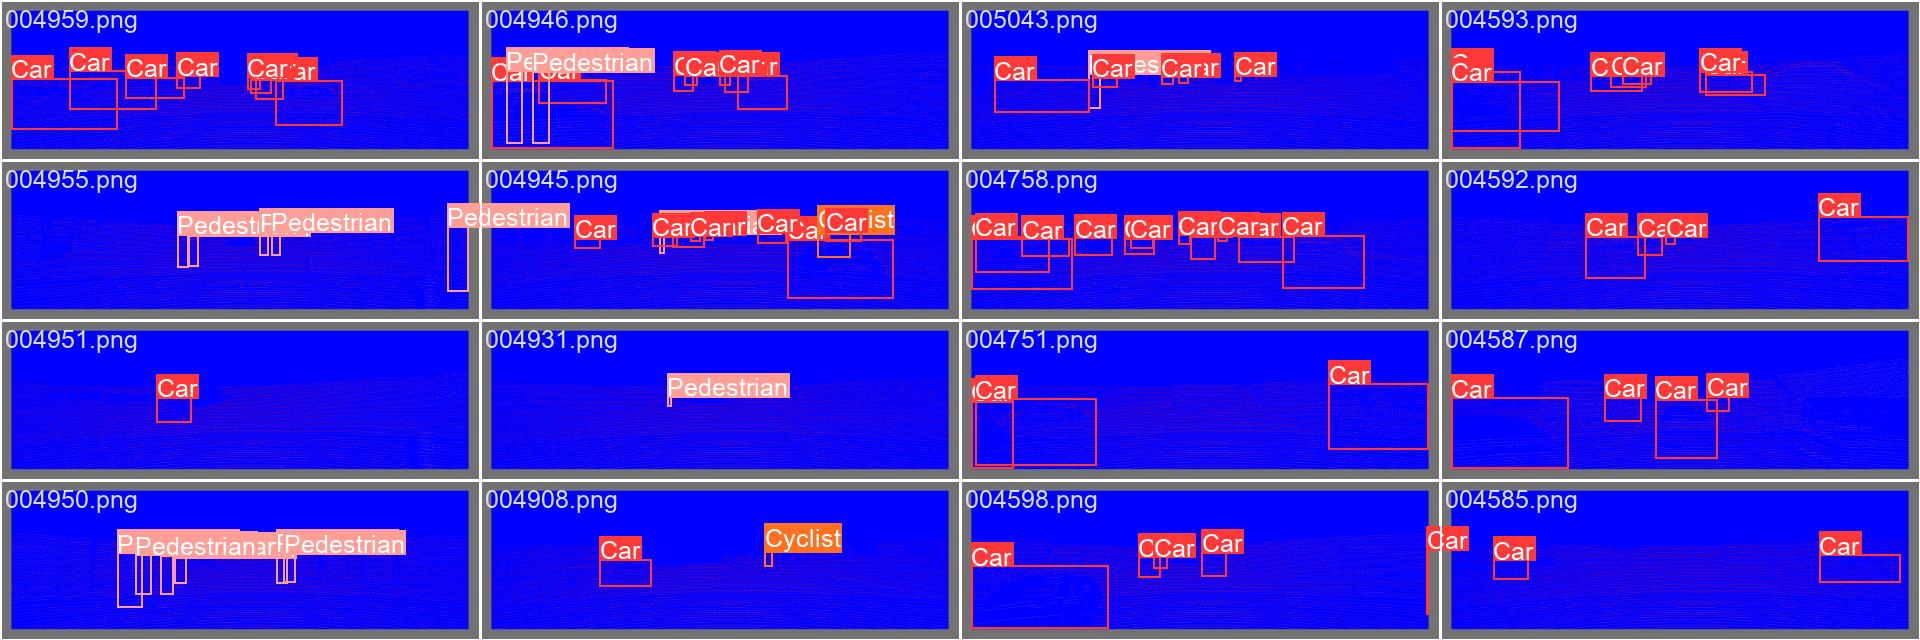 004959.png
Car
Car
Car
Car
Car
004946.png
Pedestrian
Car
005043.png
Car
Car
Car
Car
004593.png
Car
Car
Car
004955.png
Pedestrian
Pedestrian
004945.png
Car
Car
Car
Car
Car
004758.png
Car
Car
Car
Car
Car
Car
Car
004592.png
Car
Car
Car
004951.png
Car
004931.png
Pedestrian
004751.png
Car
Car
004587.png
Car
Car
Car
Car
004950.png
Pedestrian
Pedestrian
004908.png
Car
Cyclist
004598.png
Car
Car
Car
Car
004585.png
Car
Car